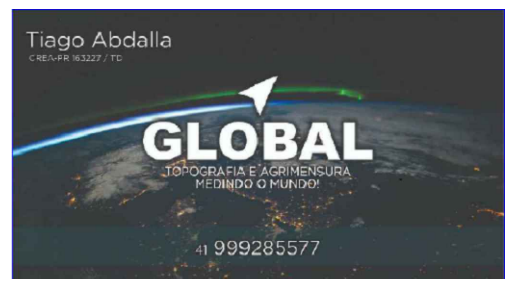 Tiago Abdalla
CREA-PR 163227 / TD
GLOBAL
TOPOGRAFIA E AGRIMENSURA
MEDINDO O MUNDO!
41 999285577